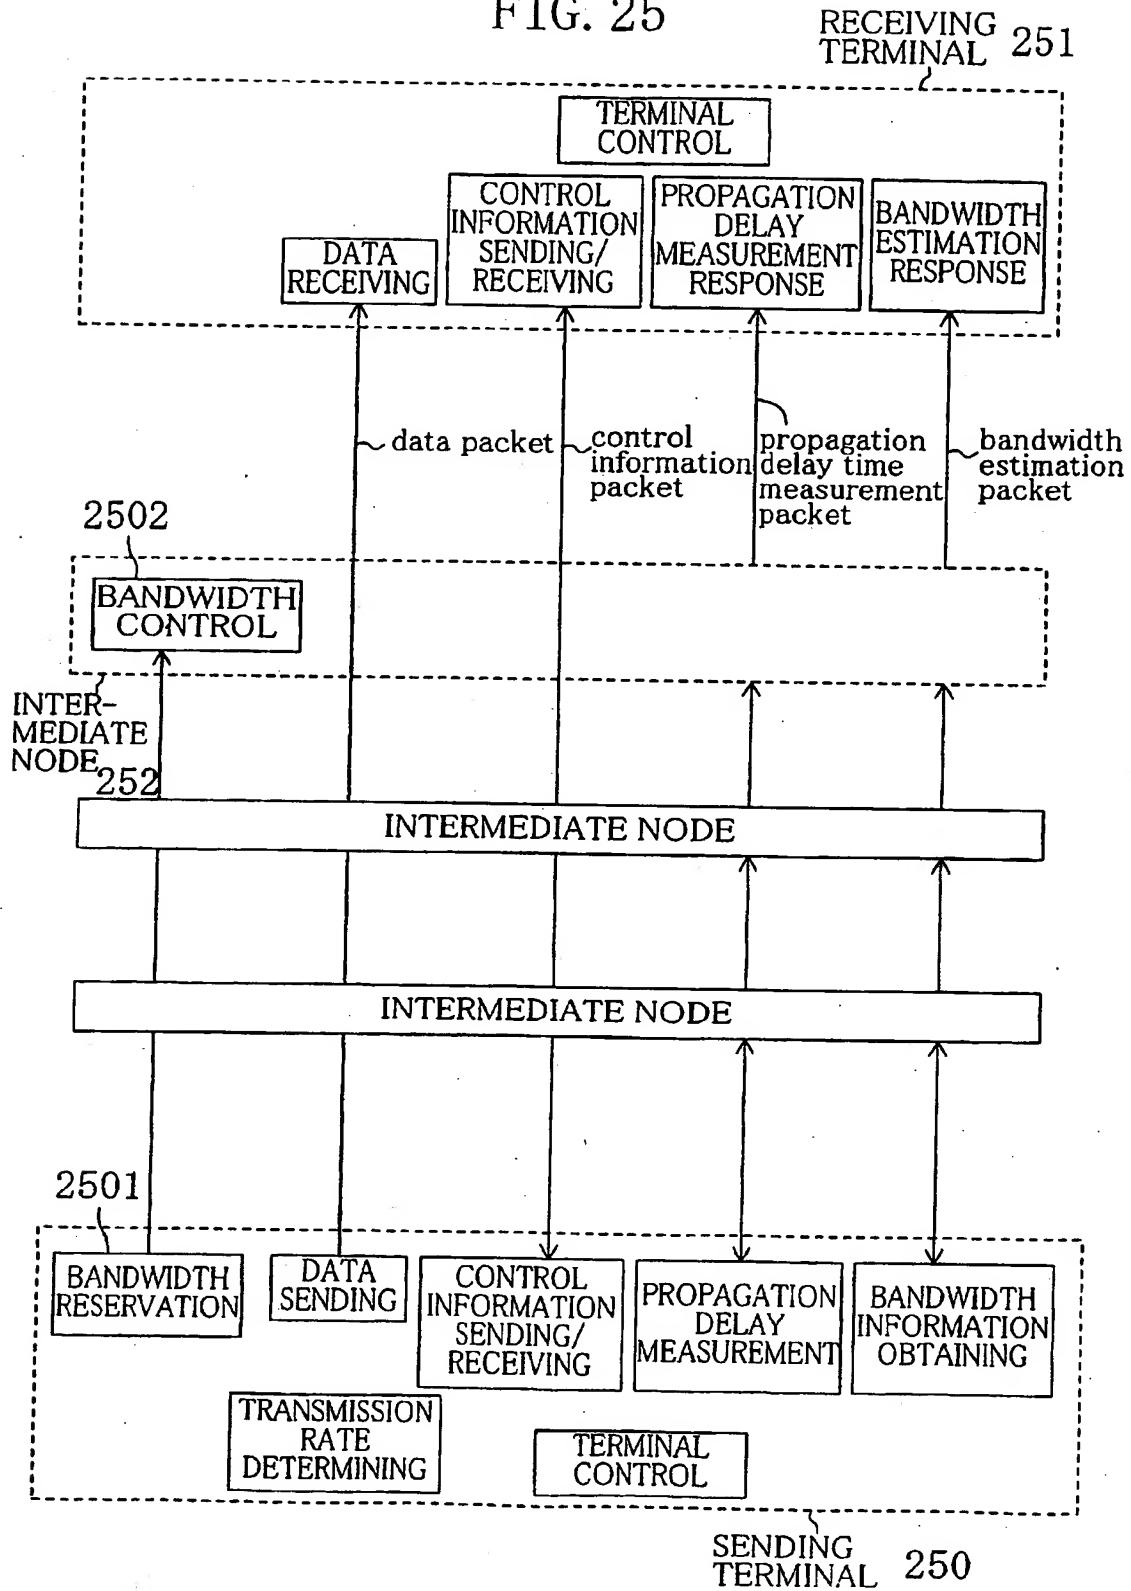 FIG. 25
RECEIVING
TERMINAL 251
TERMINAL
CONTROL
DATA
RECEIVING
CONTROL
INFORMATION
SENDING/
RECEIVING
PROPAGATION
DELAY
MEASUREMENT
RESPONSE
BANDWIDTH
ESTIMATION
RESPONSE
data packet
control
information
packet
propagation
delay time
measurement
packet
bandwidth
estimation
packet
2502
BANDWIDTH
CONTROL
INTER-
MEDIATE
NODE
252
INTERMEDIATE NODE
INTERMEDIATE NODE
2501
BANDWIDTH
RESERVATION
DATA
SENDING
CONTROL
INFORMATION
SENDING/
RECEIVING
PROPAGATION
DELAY
MEASUREMENT
BANDWIDTH
INFORMATION
OBTAINING
TRANSMISSION
RATE
DETERMINING
TERMINAL
CONTROL
SENDING
TERMINAL 250